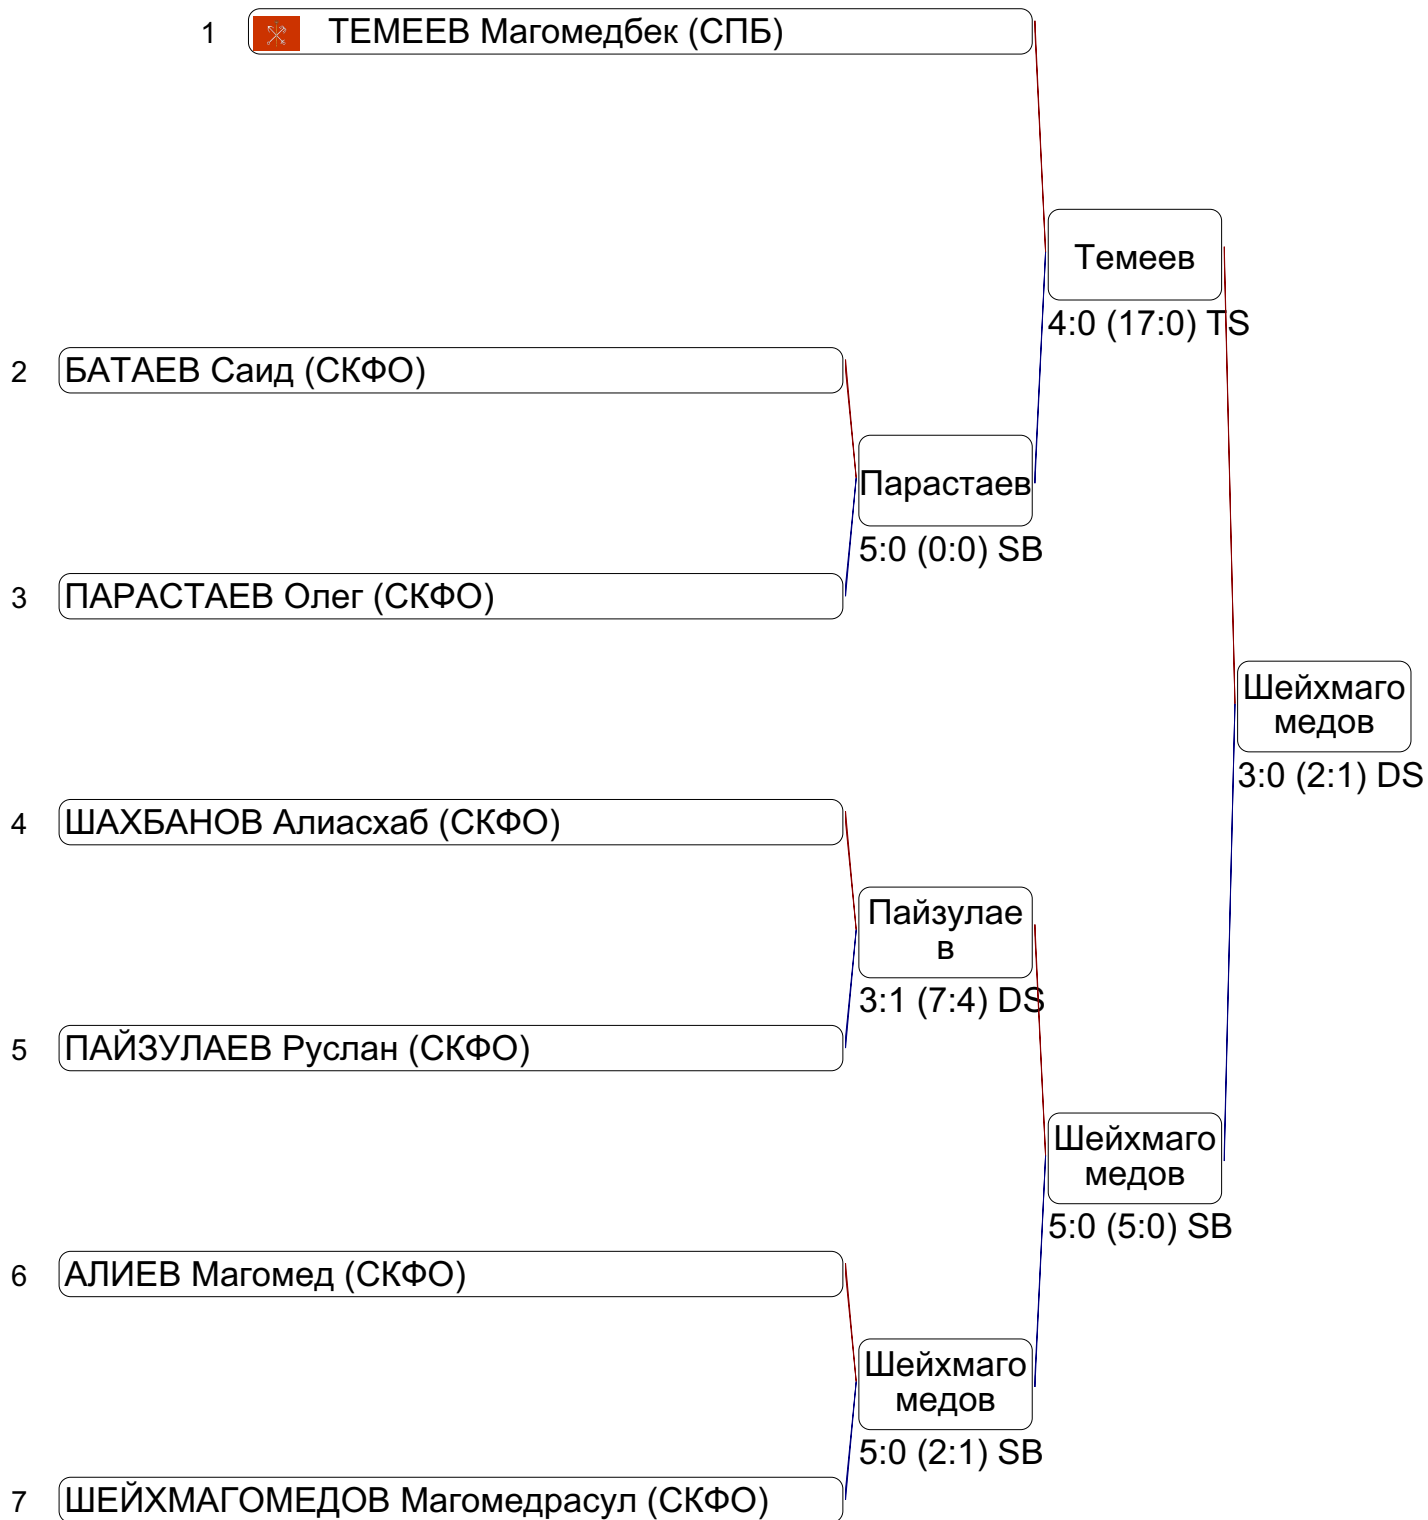 1 ТЕМЕЕВ Магомедбек (СПБ)
Темеев
4:0 (17:0) TS
2 БАТАЕВ Саид (СКФО)
Парастаев
5:0 (0:0) SB
3 ПАРАСТАЕВ Олег (СКФО)
Шейхмаго
медов
3:0 (2:1) DS
4 ШАХБАНОВ Алиасхаб (СКФО)
Пайзулае
в
3:1 (7:4) DS
5 ПАЙЗУЛАЕВ Руслан (СКФО)
Шейхмаго
медов
5:0 (5:0) SB
6 АЛИЕВ Магомед (СКФО)
Шейхмаго
медов
5:0 (2:1) SB
7 ШЕЙХМАГОМЕДОВ Магомедрасул (СКФО)